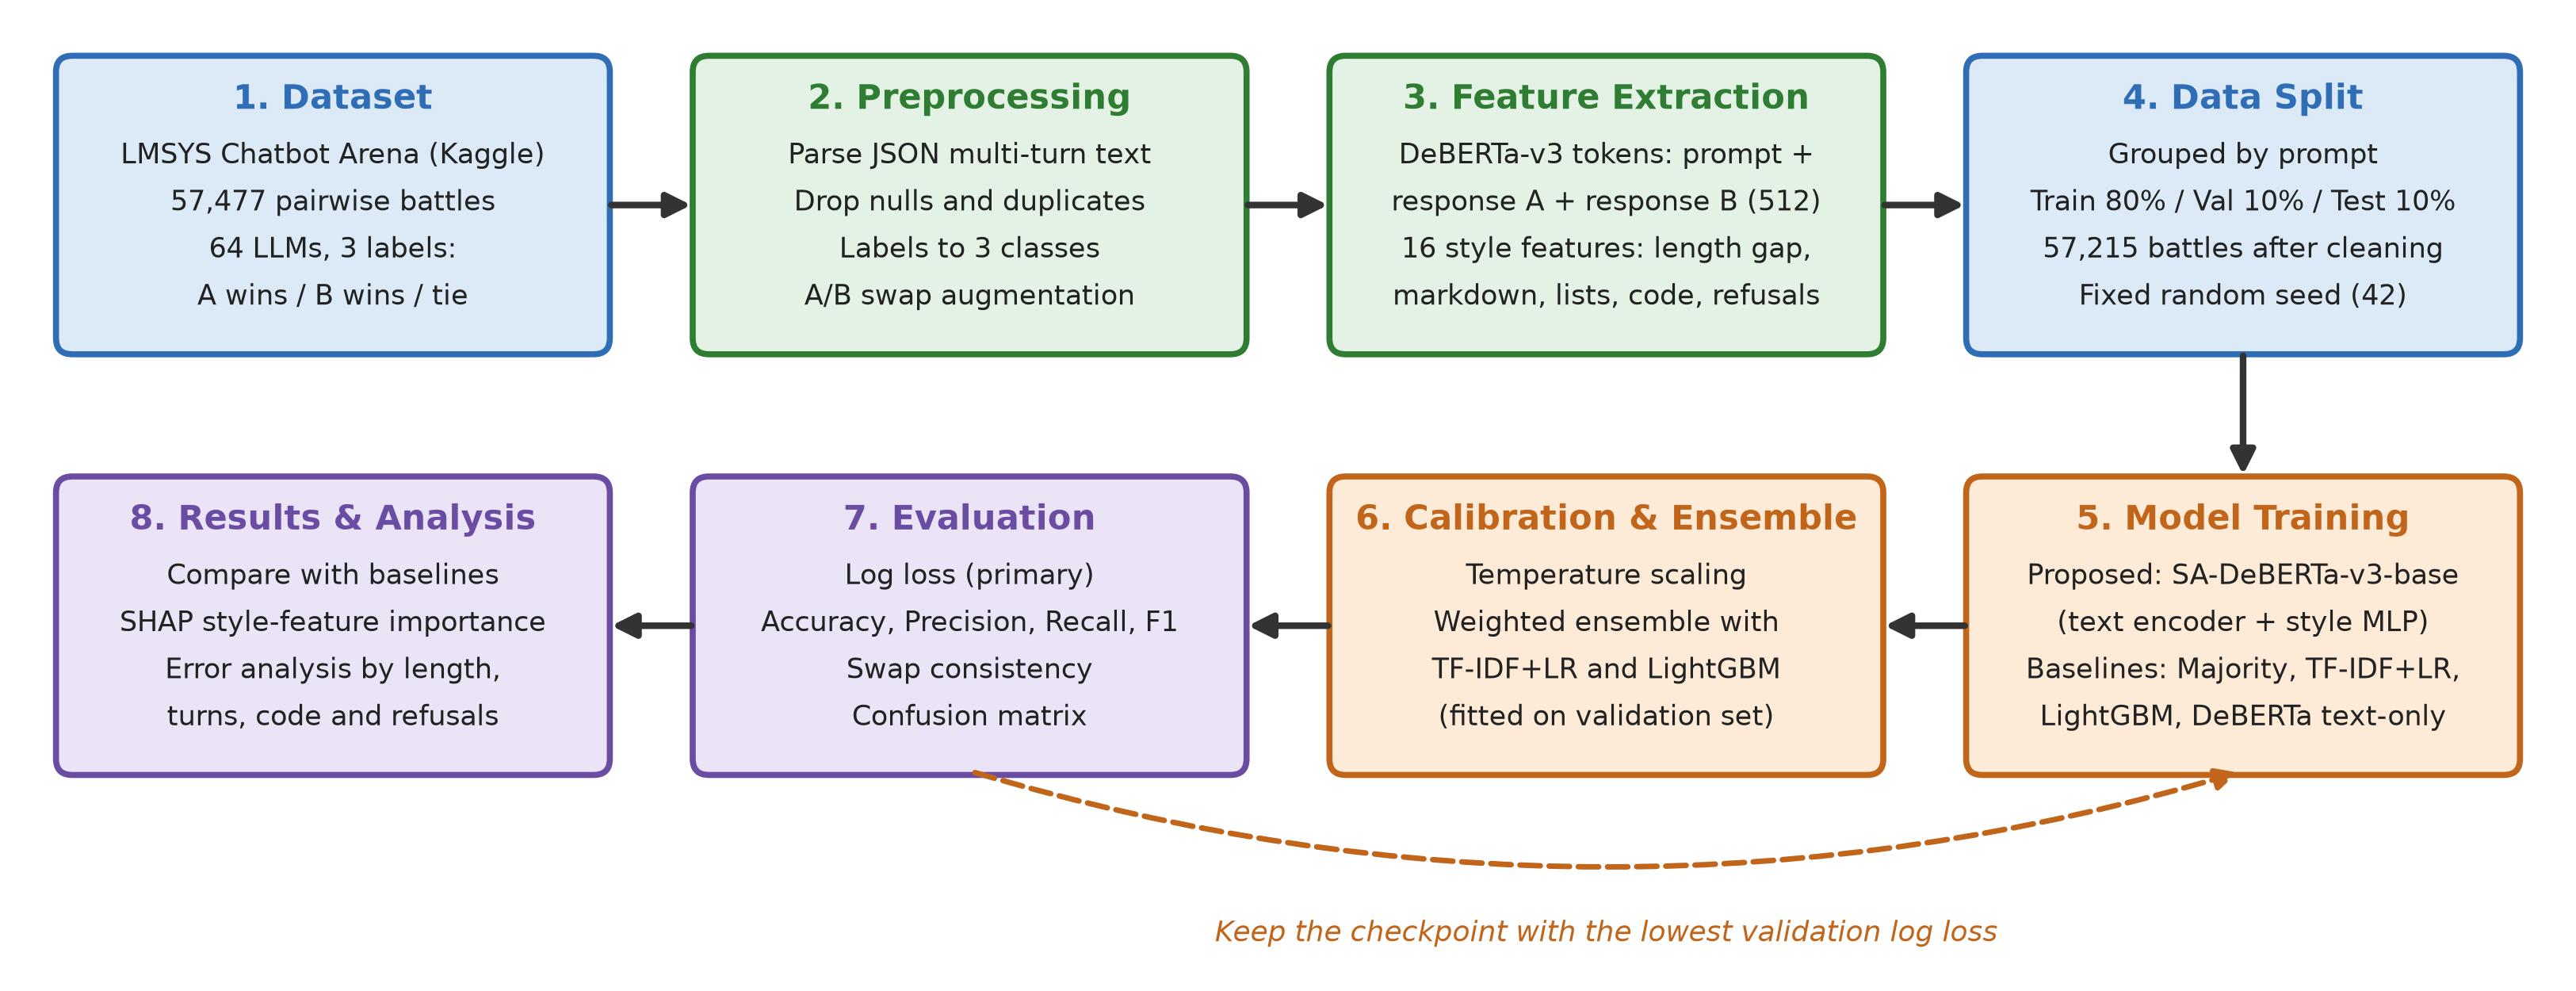 1. Dataset
LMSYS Chatbot Arena (Kaggle)
57,477 pairwise battles
64 LLMs, 3 labels:
A wins / B wins / tie
2. Preprocessing
Parse JSON multi-turn text
Drop nulls and duplicates
Labels to 3 classes
A/B swap augmentation
3. Feature Extraction
DeBERTa-v3 tokens: prompt +
response A + response B (512)
16 style features: length gap,
markdown, lists, code, refusals
4. Data Split
Grouped by prompt
Train 80% / Val 10% / Test 10%
57,215 battles after cleaning
Fixed random seed (42)
5. Model Training
Proposed: SA-DeBERTa-v3-base
(text encoder + style MLP)
Baselines: Majority, TF-IDF+LR,
LightGBM, DeBERTa text-only
6. Calibration & Ensemble
Temperature scaling
Weighted ensemble with
TF-IDF+LR and LightGBM
(fitted on validation set)
7. Evaluation
Log loss (primary)
Accuracy, Precision, Recall, F1
Swap consistency
Confusion matrix
8. Results & Analysis
Compare with baselines
SHAP style-feature importance
Error analysis by length,
turns, code and refusals
Keep the checkpoint with the lowest validation log loss